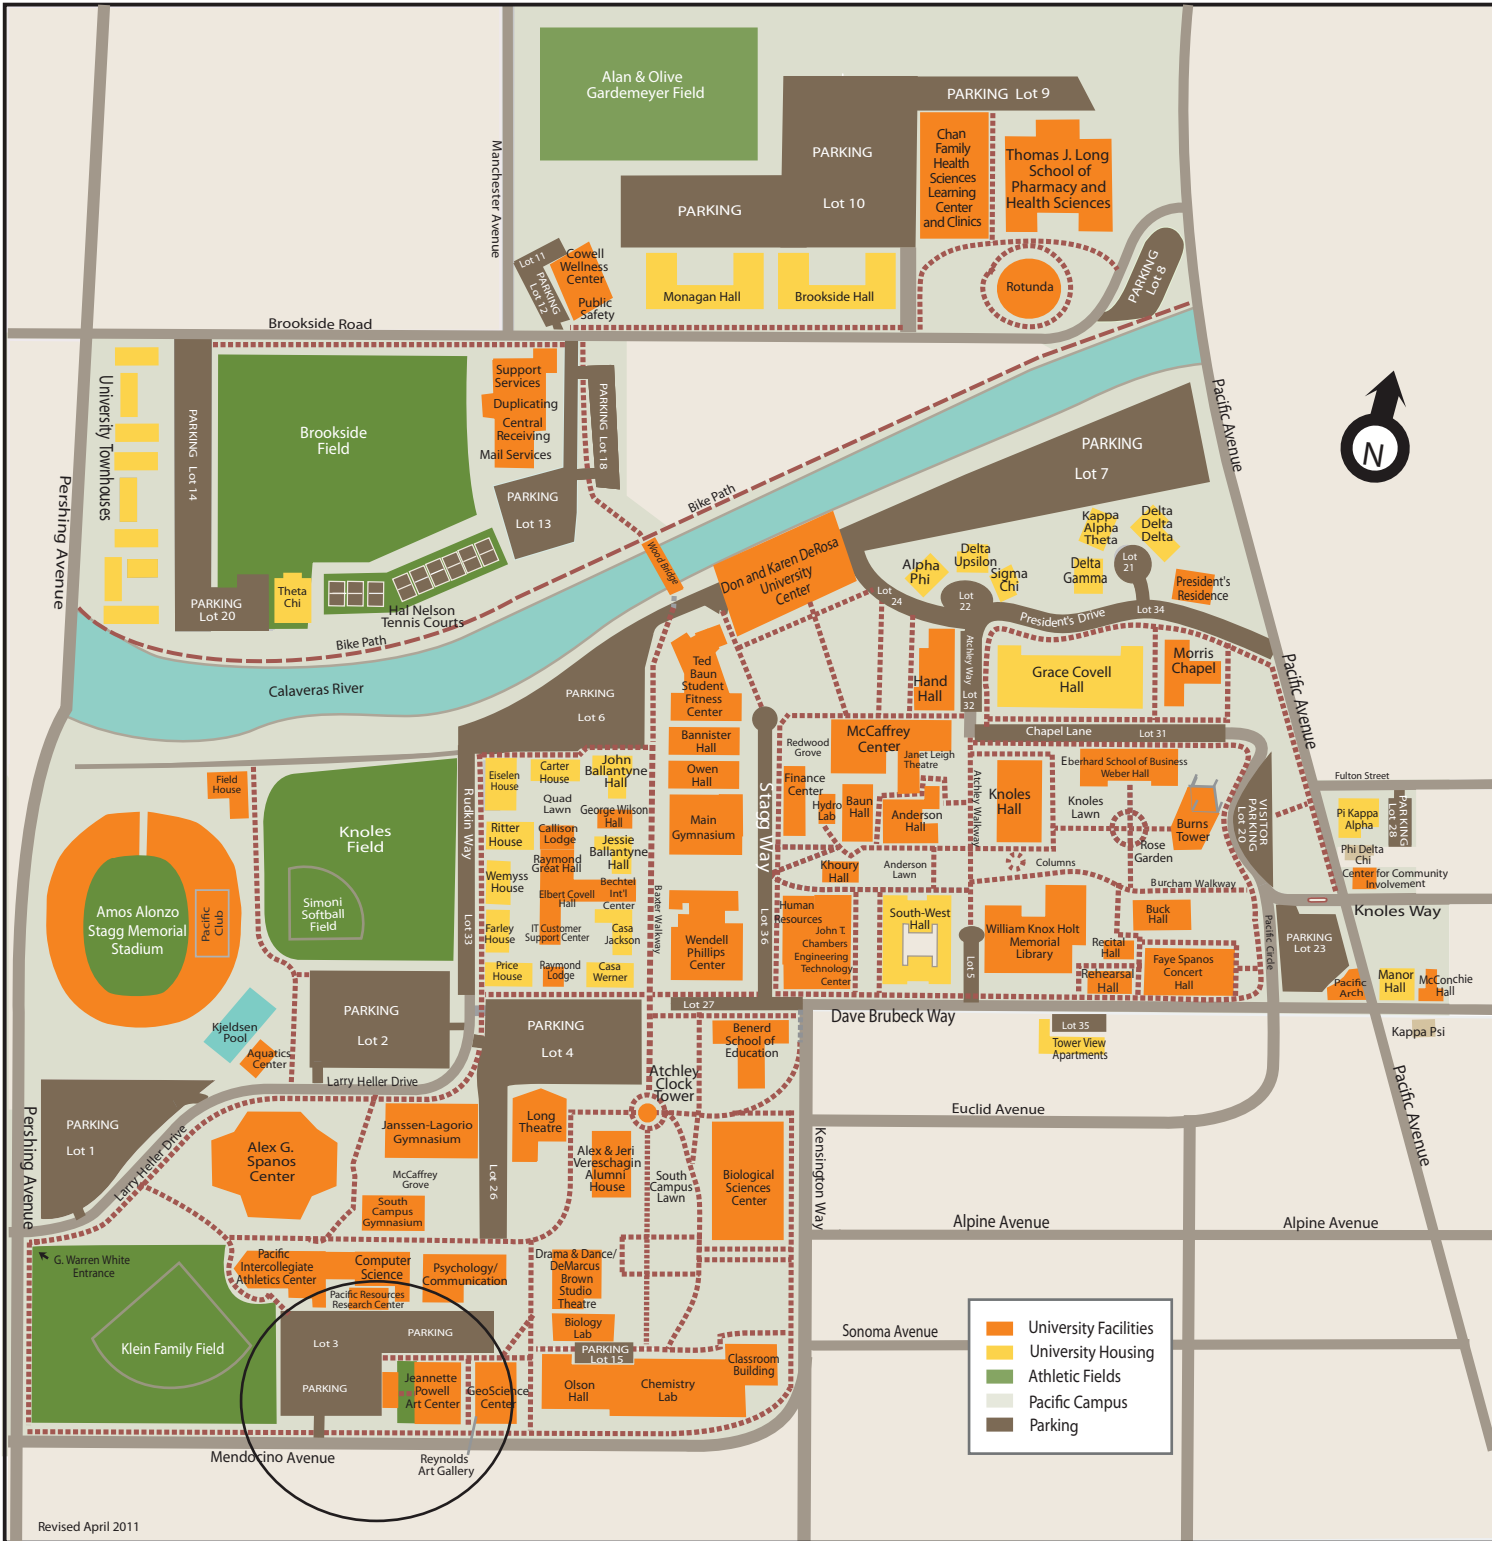 Alan & Olive
Gardemeyer Field
PARKING Lot 9
PARKING
Lot 10
PARKING
Chan
Family
Health
Sciences
Learning
Center
and Clinics
Thomas J. Long
School of
Pharmacy and
Health Sciences
Manchester Avenue
Lot 11
PARKING
Lot 12
Cowell
Wellness
Center
Public
Safety
Monagan Hall
Brookside Hall
Rotunda
PARKING
Lot 8
Brookside Road
University Townhouses
PARKING Lot 14
Brookside
Field
Support
Services
Duplicating
Central
Receiving
Mail Services
PARKING Lot 18
PARKING
Lot 13
Pershing Avenue
PARKING
Lot 20
Theta
Chi
Hal Nelson
Tennis Courts
Bike Path
Bike Path
Wood Bridge
Calaveras River
Pacific Avenue
N
PARKING
Lot 7
Don and Karen DeRosa
University
Center
Alpha
Phi
Delta
Upsilon
Sigma
Chi
Kappa
Alpha
Theta
Delta
Delta
Delta
Delta
Gamma
Lot
21
Lot
22
Lot
24
President's
Residence
President's Drive
Lot 34
Atchley Way
Lot
32
Hand
Hall
Grace Covell
Hall
Morris
Chapel
Pacific Avenue
Chapel Lane
Lot 31
PARKING
Lot 6
Ted
Baun
Student
Fitness
Center
Bannister
Hall
Owen
Hall
Main
Gymnasium
Stagg Way
Lot 36
Redwood
Grove
McCaffrey
Center
Janet Leigh
Theatre
Finance
Center
Hydro
Lab
Baun
Hall
Anderson
Hall
Atchley Walkway
Knoles
Hall
Eberhard School of Business
Weber Hall
Knoles
Lawn
Rose
Garden
Burns
Tower
VISITOR
PARKING
Lot 20
Fulton Street
Pi Kappa
Alpha
PARKING
Lot 28
Phi Delta
Chi
Center for Community
Involvement
Knoles Way
Khoury
Hall
Anderson
Lawn
Columns
Burcham Walkway
Field
House
Knoles
Field
Simoni
Softball
Field
Amos Alonzo
Stagg Memorial
Stadium
Pacific
Club
Rudkin Way
Lot 33
Eiselen
House
Carter
House
John
Ballantyne
Hall
Quad
Lawn
George Wilson
Hall
Ritter
House
Callison
Lodge
Jessie
Ballantyne
Hall
Raymond
Great Hall
Wemyss
House
Elbert Covell
Hall
Bechtel
Int'l
Center
Farley
House
IT Customer
Support Center
Casa
Jackson
Price
House
Raymond
Lodge
Casa
Werner
Baxter Walkway
Wendell
Phillips
Center
Human
Resources
John T.
Chambers
Engineering
Technology
Center
South-West
Hall
Lot 5
William Knox Holt
Memorial
Library
Buck
Hall
Recital
Hall
Rehearsal
Hall
Faye Spanos
Concert
Hall
Pacific Circle
PARKING
Lot 23
Pacific
Arch
Manor
Hall
McConchie
Hall
Kappa Psi
Kjeldsen
Pool
Aquatics
Center
PARKING
Lot 2
PARKING
Lot 4
Lot 27
Dave Brubeck Way
Lot 35
Tower View
Apartments
Larry Heller Drive
Larry Heller Drive
PARKING
Lot 1
Pershing Avenue
Alex G.
Spanos
Center
Janssen-Lagorio
Gymnasium
McCaffrey
Grove
South
Campus
Gymnasium
Lot 26
Long
Theatre
Atchley
Clock
Tower
Benerd
School of
Education
Alex & Jeri
Vereschagin
Alumni
House
South
Campus
Lawn
Biological
Sciences
Center
Kensington Way
Euclid Avenue
Alpine Avenue
Alpine Avenue
Pacific Avenue
Sonoma Avenue
G. Warren White
Entrance
Klein Family Field
Pacific
Intercollegiate
Athletics Center
Computer
Science
Pacific Resources
Research Center
Psychology/
Communication
Drama & Dance/
DeMarcus
Brown
Studio
Theatre
Biology
Lab
PARKING
Lot 15
Lot 3
PARKING
PARKING
Jeannette
Powell
Art Center
GeoScience
Center
Olson
Hall
Chemistry
Lab
Classroom
Building
Mendocino Avenue
Reynolds
Art Gallery
University Facilities
University Housing
Athletic Fields
Pacific Campus
Parking
Revised April 2011